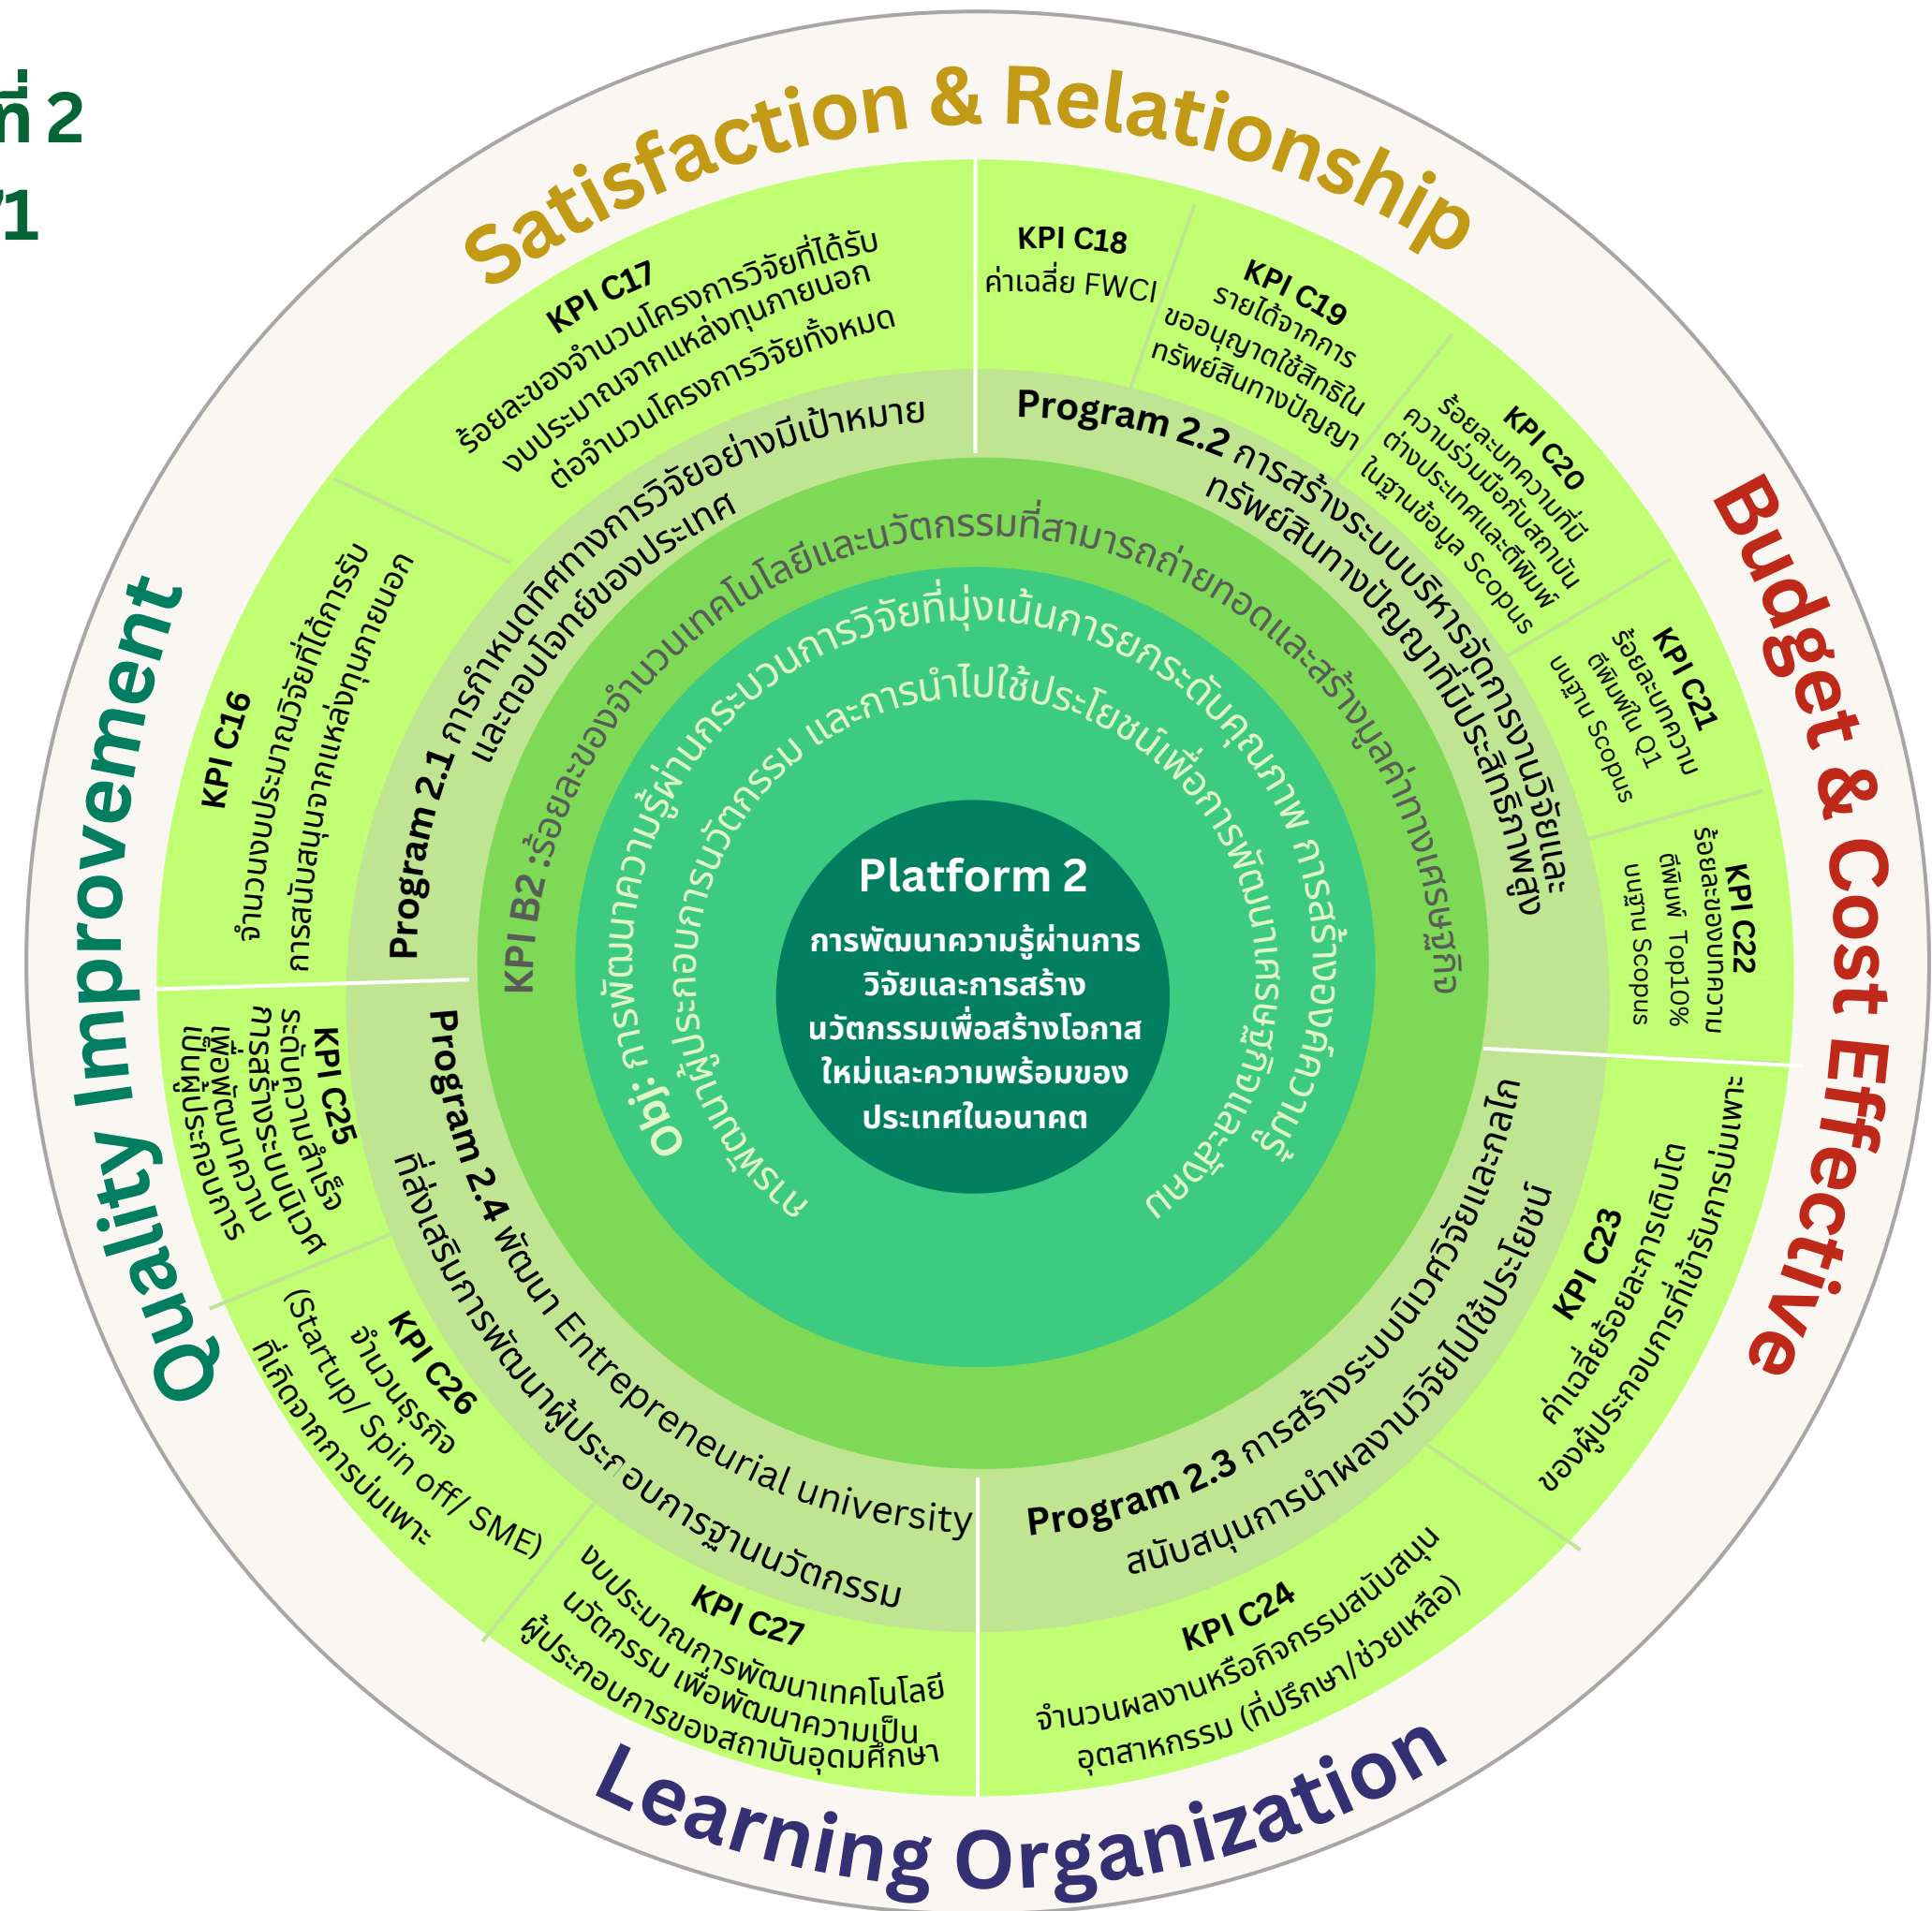 ที่ 2
/1
Satisfaction & Relationship
Budget & Cost Effective
Learning Organization
Quality Improvement
Platform 2
การพัฒนาความรู้ผ่านการ
วิจัยและการสร้าง
นวัตกรรมเพื่อสร้างโอกาส
ใหม่และความพร้อมของ
ประเทศในอนาคต
Obj: การพัฒนาความรู้ผ่านกระบวนการวิจัยที่มุ่งเน้นการยกระดับคุณภาพ การสร้างองค์ความรู้
การพัฒนาผู้ประกอบการนวัตกรรม และการนำไปใช้ประโยชน์เพื่อการพัฒนาเศรษฐกิจและสังคม
KPI B2 :ร้อยละของจำนวนเทคโนโลยีและนวัตกรรมที่สามารถถ่ายทอดและสร้างมูลค่าทางเศรษฐกิจ
Program 2.1 การกำหนดทิศทางการวิจัยอย่างมีเป้าหมาย
และตอบโจทย์ของประเทศ
KPI C16
จำนวนงบประมาณวิจัยที่ได้การรับ
การสนับสนุนจากแหล่งทุนภายนอก
KPI C17
ร้อยละของจำนวนโครงการวิจัยที่ได้รับ
งบประมาณจากแหล่งทุนภายนอก
ต่อจำนวนโครงการวิจัยทั้งหมด
Program 2.2 การสร้างระบบบริหารจัดการงานวิจัยและ
ทรัพย์สินทางปัญญาที่มีประสิทธิภาพสูง
KPI C18
ค่าเฉลี่ย FWCI
KPI C19
รายได้จากการ
ขออนุญาตใช้สิทธิใน
ทรัพย์สินทางปัญญา
KPI C20
ร้อยละบทความที่มี
ความร่วมมือกับสถาบัน
ต่างประเทศและตีพิมพ์
ในฐานข้อมูล Scopus
KPI C21
ร้อยละบทความ
ตีพิมพ์ใน Q1
บนฐาน Scopus
KPI C22
ร้อยละของบทความ
ตีพิมพ์ Top10%
บนฐาน Scopus
Program 2.3 การสร้างระบบนิเวศวิจัยและกลไก
สนับสนุนการนำผลงานวิจัยไปใช้ประโยชน์
KPI C23
ค่าเฉลี่ยร้อยละการเติบโต
ของผู้ประกอบการที่เข้ารับการบ่มเพาะ
KPI C24
จำนวนผลงานหรือกิจกรรมสนับสนุน
อุตสาหกรรม (ที่ปรึกษา/ช่วยเหลือ)
Program 2.4 พัฒนา Entrepreneurial university
ที่ส่งเสริมการพัฒนาผู้ประกอบการฐานนวัตกรรม
KPI C25
ระดับความสำเร็จ
การสร้างระบบนิเวศ
เพื่อพัฒนาความ
เป็นผู้ประกอบการ
KPI C26
จำนวนธุรกิจ
(Startup/ Spin off/ SME)
ที่เกิดจากการบ่มเพาะ
KPI C27
งบประมาณการพัฒนาเทคโนโลยี
นวัตกรรม เพื่อพัฒนาความเป็น
ผู้ประกอบการของสถาบันอุดมศึกษา